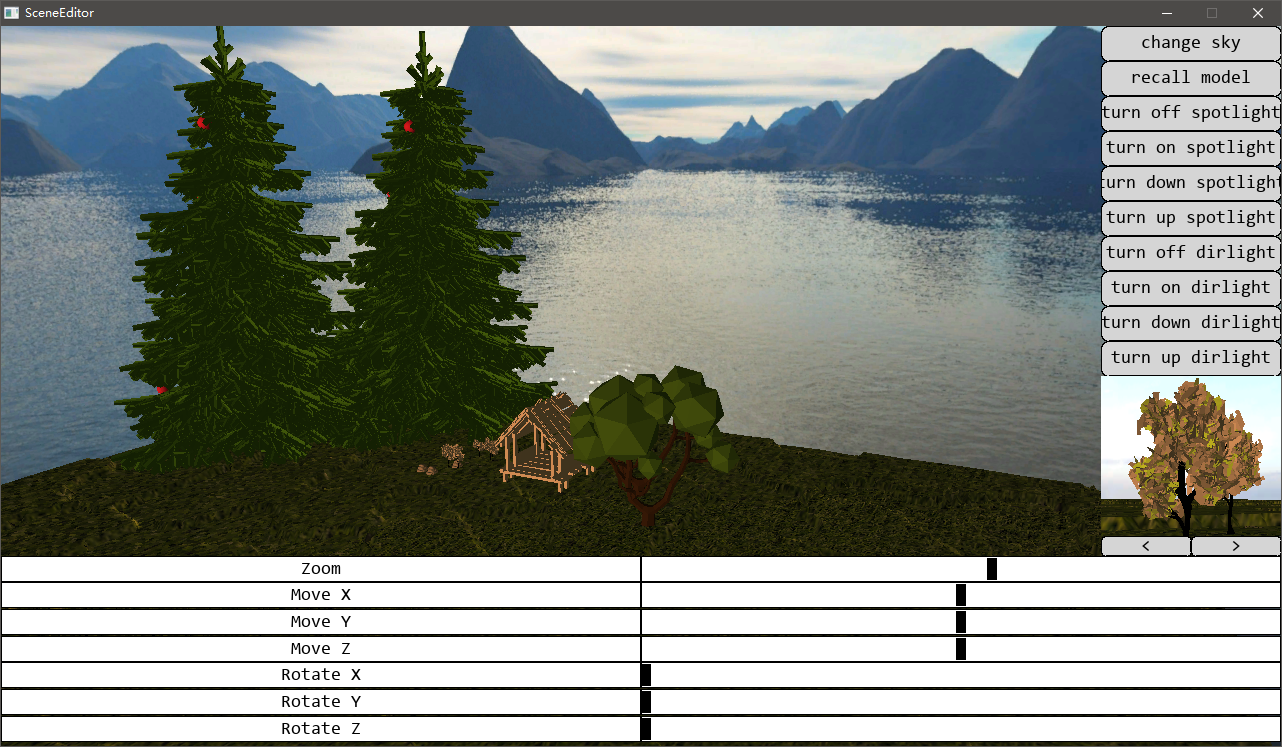 SceneEditor
change sky
recall model
turn off spotlight
turn on spotlight
turn down spotlight
turn up spotlight
turn off dirlight
turn on dirlight
turn down dirlight
turn up dirlight
< >
Zoom
Move X
Move Y
Move Z
Rotate X
Rotate Y
Rotate Z